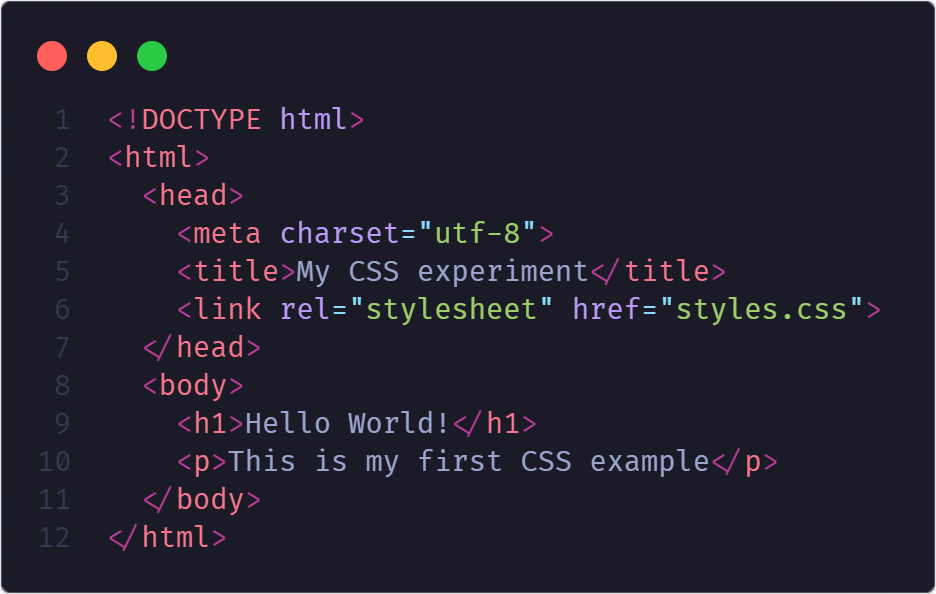 1 <!DOCTYPE html>
2 <html>
3   <head>
4     <meta charset="utf-8">
5     <title>My CSS experiment</title>
6     <link rel="stylesheet" href="styles.css">
7   </head>
8   <body>
9     <h1>Hello World!</h1>
10     <p>This is my first CSS example</p>
11   </body>
12 </html>